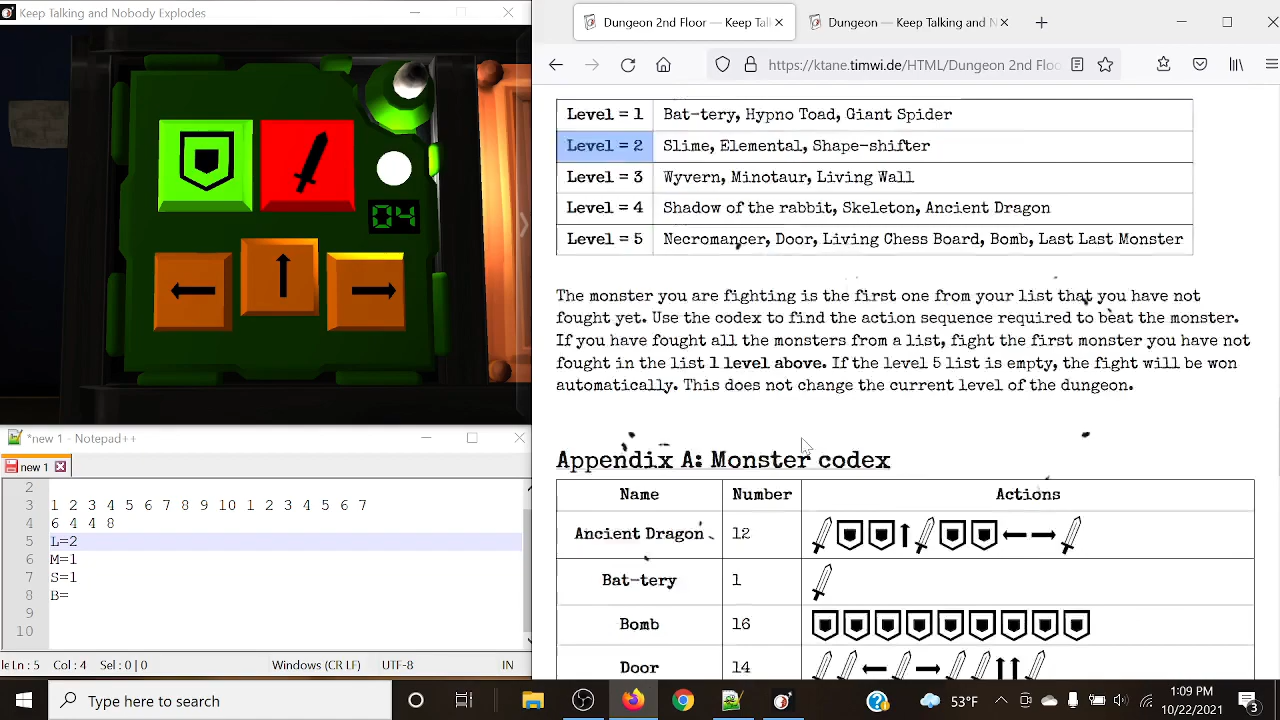 Keep Talking and Nobody Explodes
04
*new 1 - Notepad++
new 1
2
3 1 2 3 4 5 6 7 8 9 10 1 2 3 4 5 6 7
4 6 4 4 8
5 L=2
6 M=1
7 S=1
8 B=
9
10
le Ln : 5 Col : 4 Sel : 0 | 0 Windows (CR LF) UTF-8 IN
Dungeon 2nd Floor — Keep Tal
Dungeon — Keep Talking and N
https://ktane.timwi.de/HTML/Dungeon 2nd Floo
Level = 1 Bat-tery, Hypno Toad, Giant Spider
Level = 2 Slime, Elemental, Shape-shifter
Level = 3 Wyvern, Minotaur, Living Wall
Level = 4 Shadow of the rabbit, Skeleton, Ancient Dragon
Level = 5 Necromancer, Door, Living Chess Board, Bomb, Last Last Monster
The monster you are fighting is the first one from your list that you have not
fought yet. Use the codex to find the action sequence required to beat the monster.
If you have fought all the monsters from a list, fight the first monster you have not
fought in the list 1 level above. If the level 5 list is empty, the fight will be won
automatically. This does not change the current level of the dungeon.
Appendix A: Monster codex
Name Number Actions
Ancient Dragon 12
Bat-tery 1
Bomb 16
Door 14
Type here to search
53°F
1:09 PM
10/22/2021
3